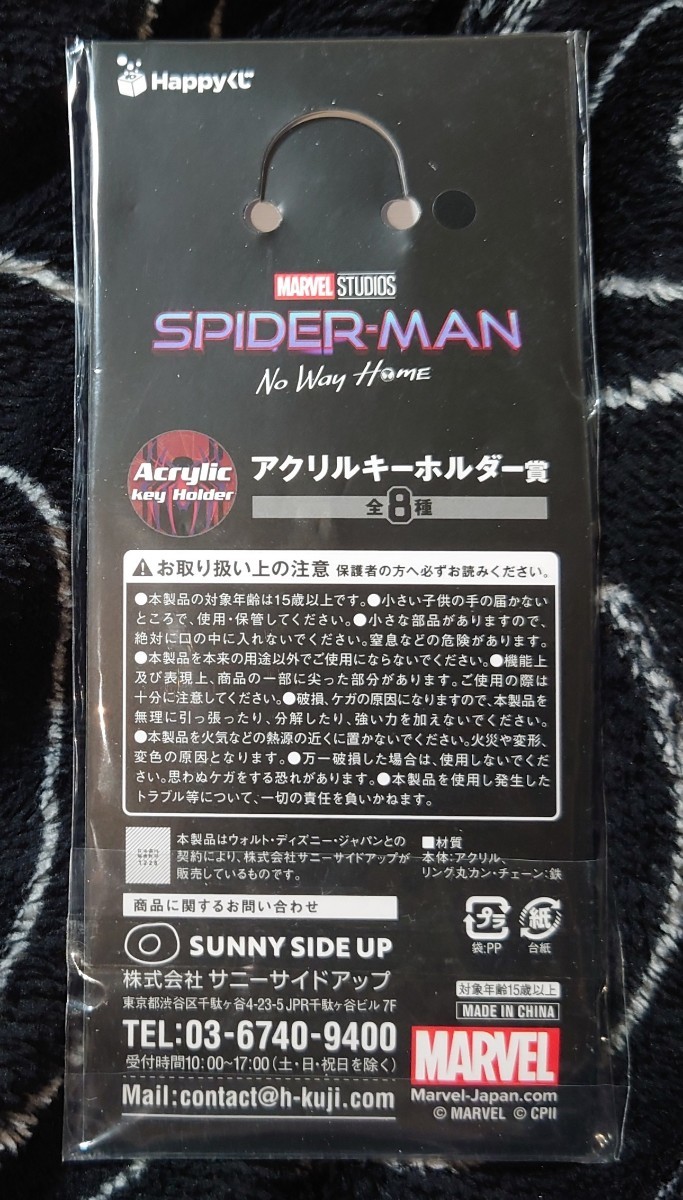 Happyくじ
MARVEL STUDIOS
SPIDER-MAN
No Way Home
Acrylic
key Holder
アクリルキーホルダー賞
全8種
お取り扱い上の注意 保護者の方へ必ずお読みください。
●本製品の対象年齢は15歳以上です。●小さい子供の手の届かない
ところで、使用・保管してください。●小さな部品がありますので、
絶対に口の中に入れないでください。窒息などの危険があります。
●本製品を本来の用途以外でご使用にならないでください。●機能上
及び表現上、商品の一部に尖った部分があります。ご使用の際は
十分に注意してください。●破損、ケガの原因になりますので、本製品を
無理に引っ張ったり、分解したり、強い力を加えないでください。
●本製品を火気などの熱源の近くに置かないでください。火災や変形、
変色の原因となります。●万一破損した場合は、使用しないでくだ
さい。思わぬケガをする恐れがあります。●本製品を使用し発生した
トラブル等について、一切の責任を負いかねます。
本製品はウォルト・ディズニー・ジャパンとの
契約により、株式会社サニーサイドアップが
販売しているものです。
■材質
本体:アクリル、
リング丸カン・チェーン:鉄
商品に関するお問い合わせ
SUNNY SIDE UP
株式会社 サニーサイドアップ
東京都渋谷区千駄ヶ谷4-23-5 JPR千駄ヶ谷ビル 7F
TEL:03-6740-9400
受付時間10:00~17:00(土・日・祝日を除く)
Mail:contact@h-kuji.com
プラ
袋:PP
紙
台紙
対象年齢15歳以上
MADE IN CHINA
MARVEL
Marvel-Japan.com
© MARVEL © CPII